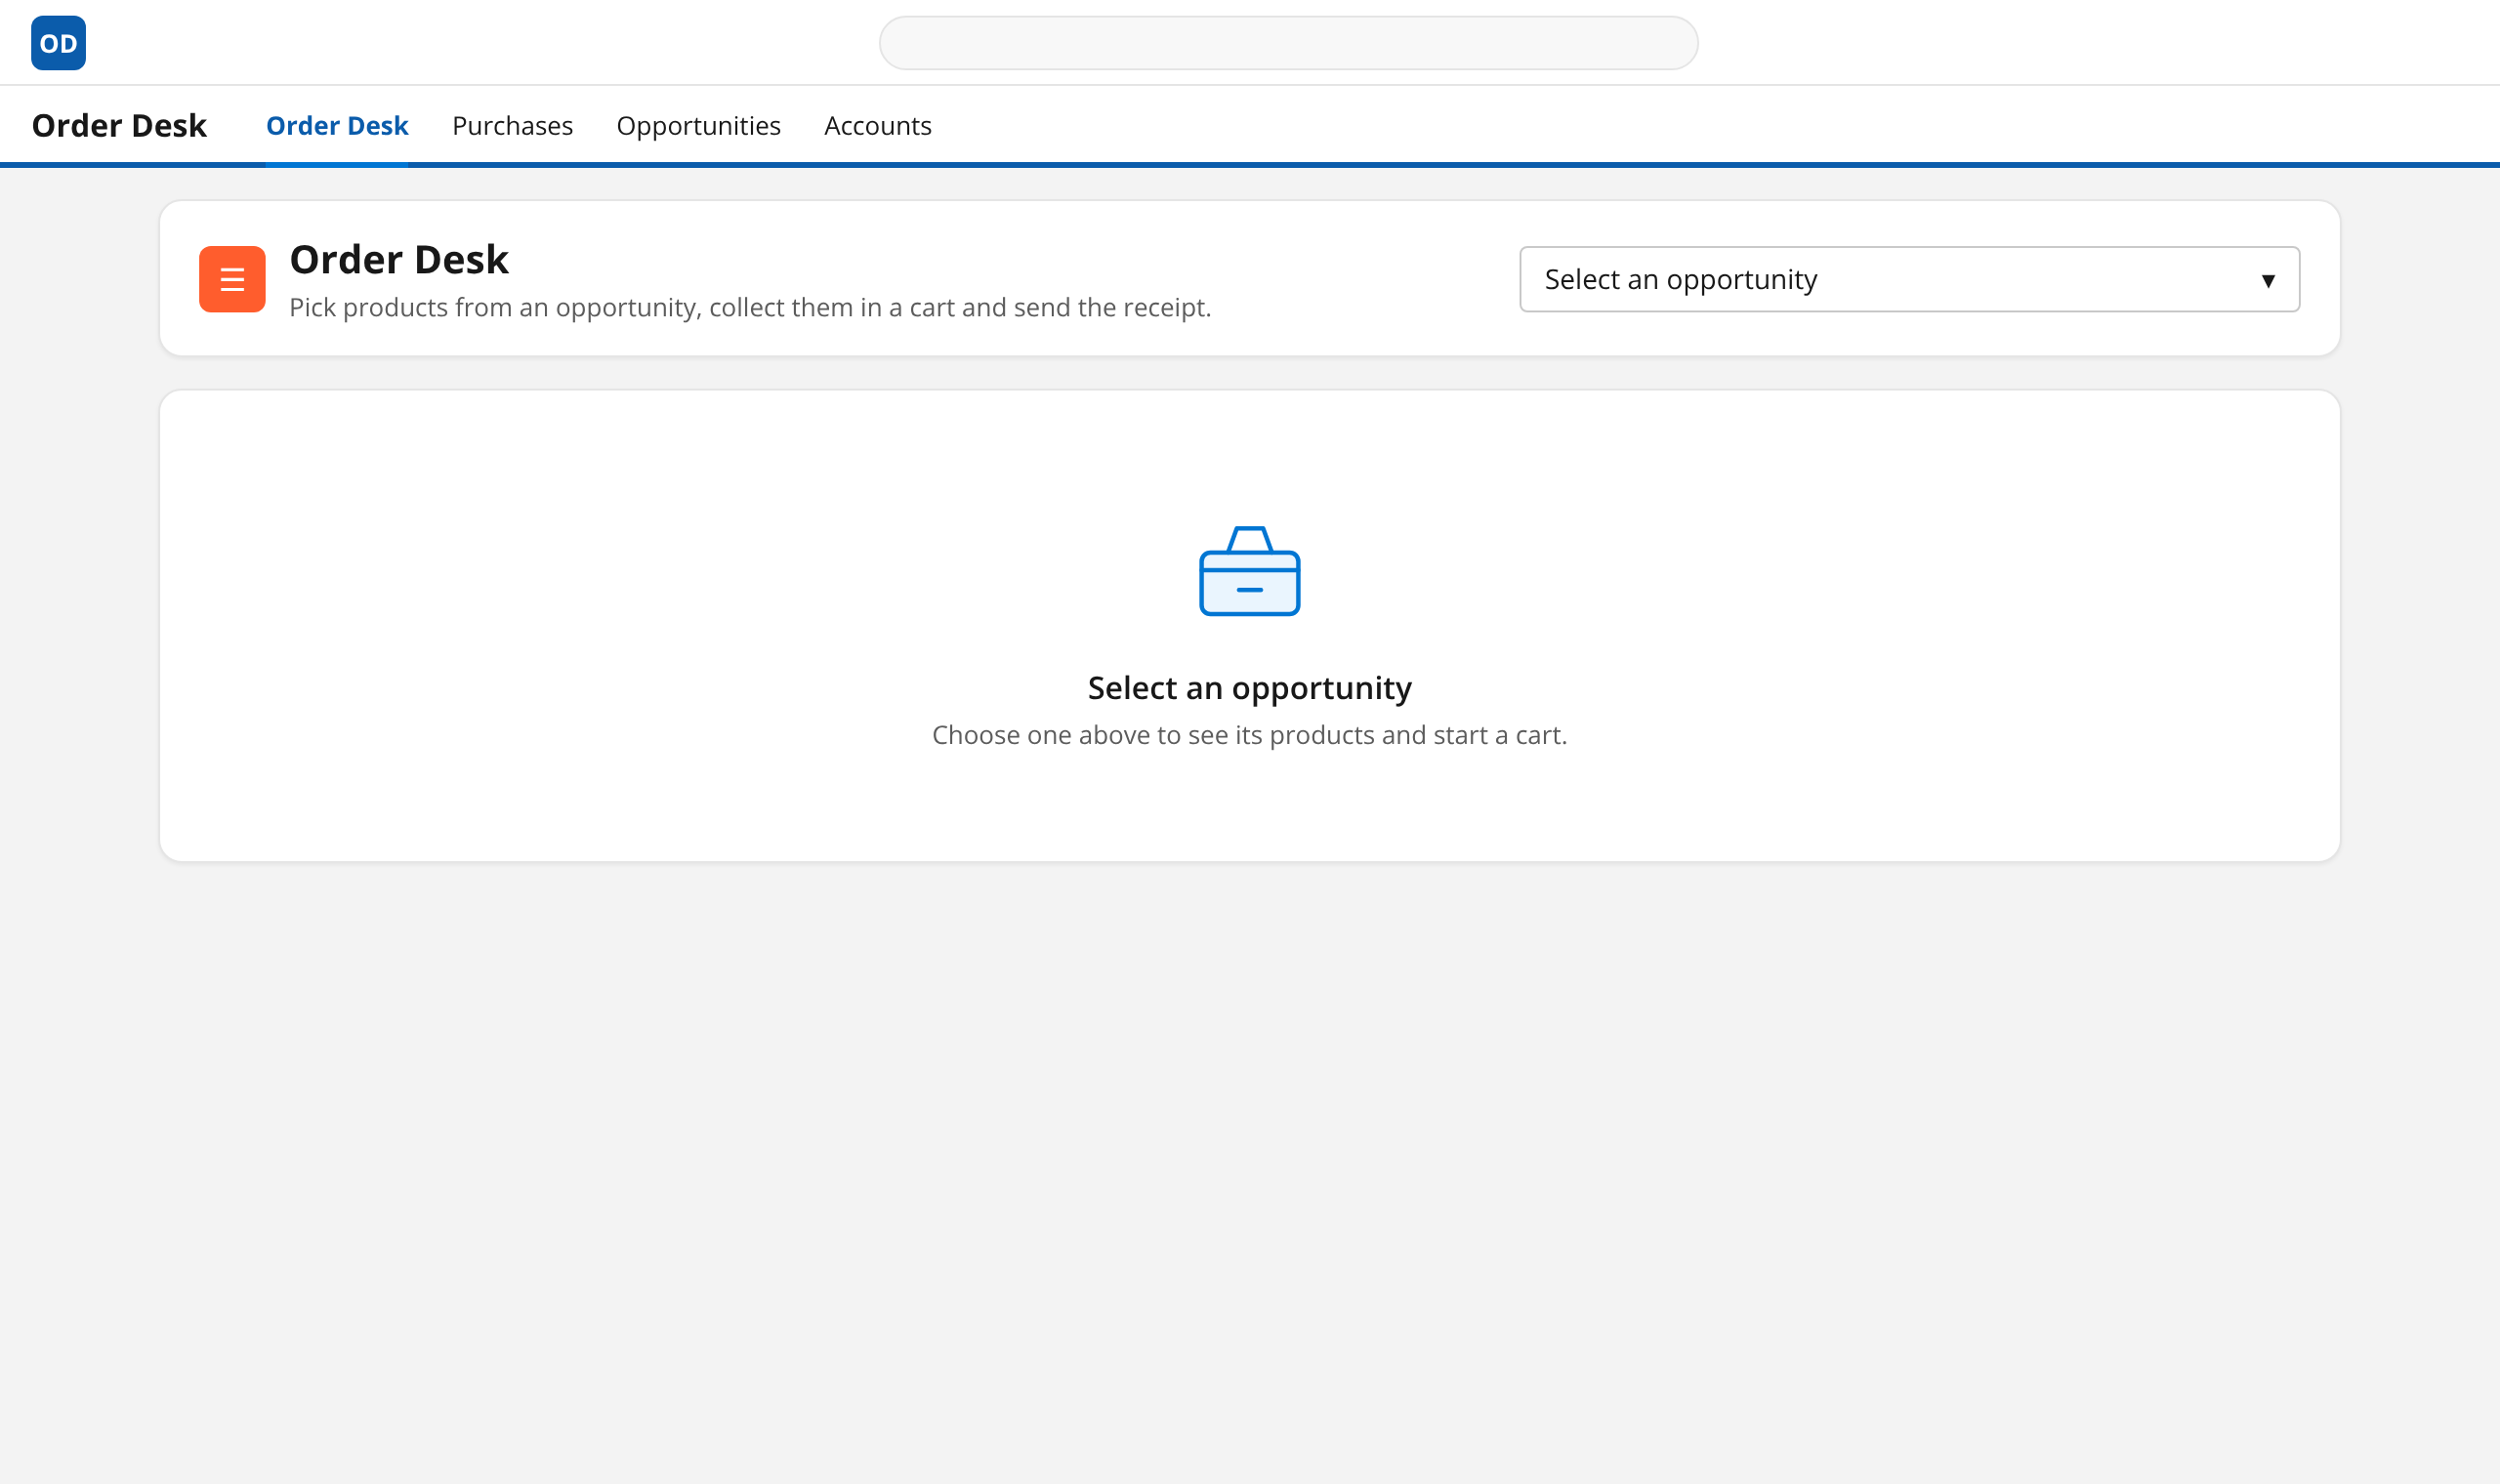 OD
Order Desk
Order Desk
Purchases
Opportunities
Accounts
Order Desk
Pick products from an opportunity, collect them in a cart and send the receipt.
Select an opportunity
Select an opportunity
Choose one above to see its products and start a cart.